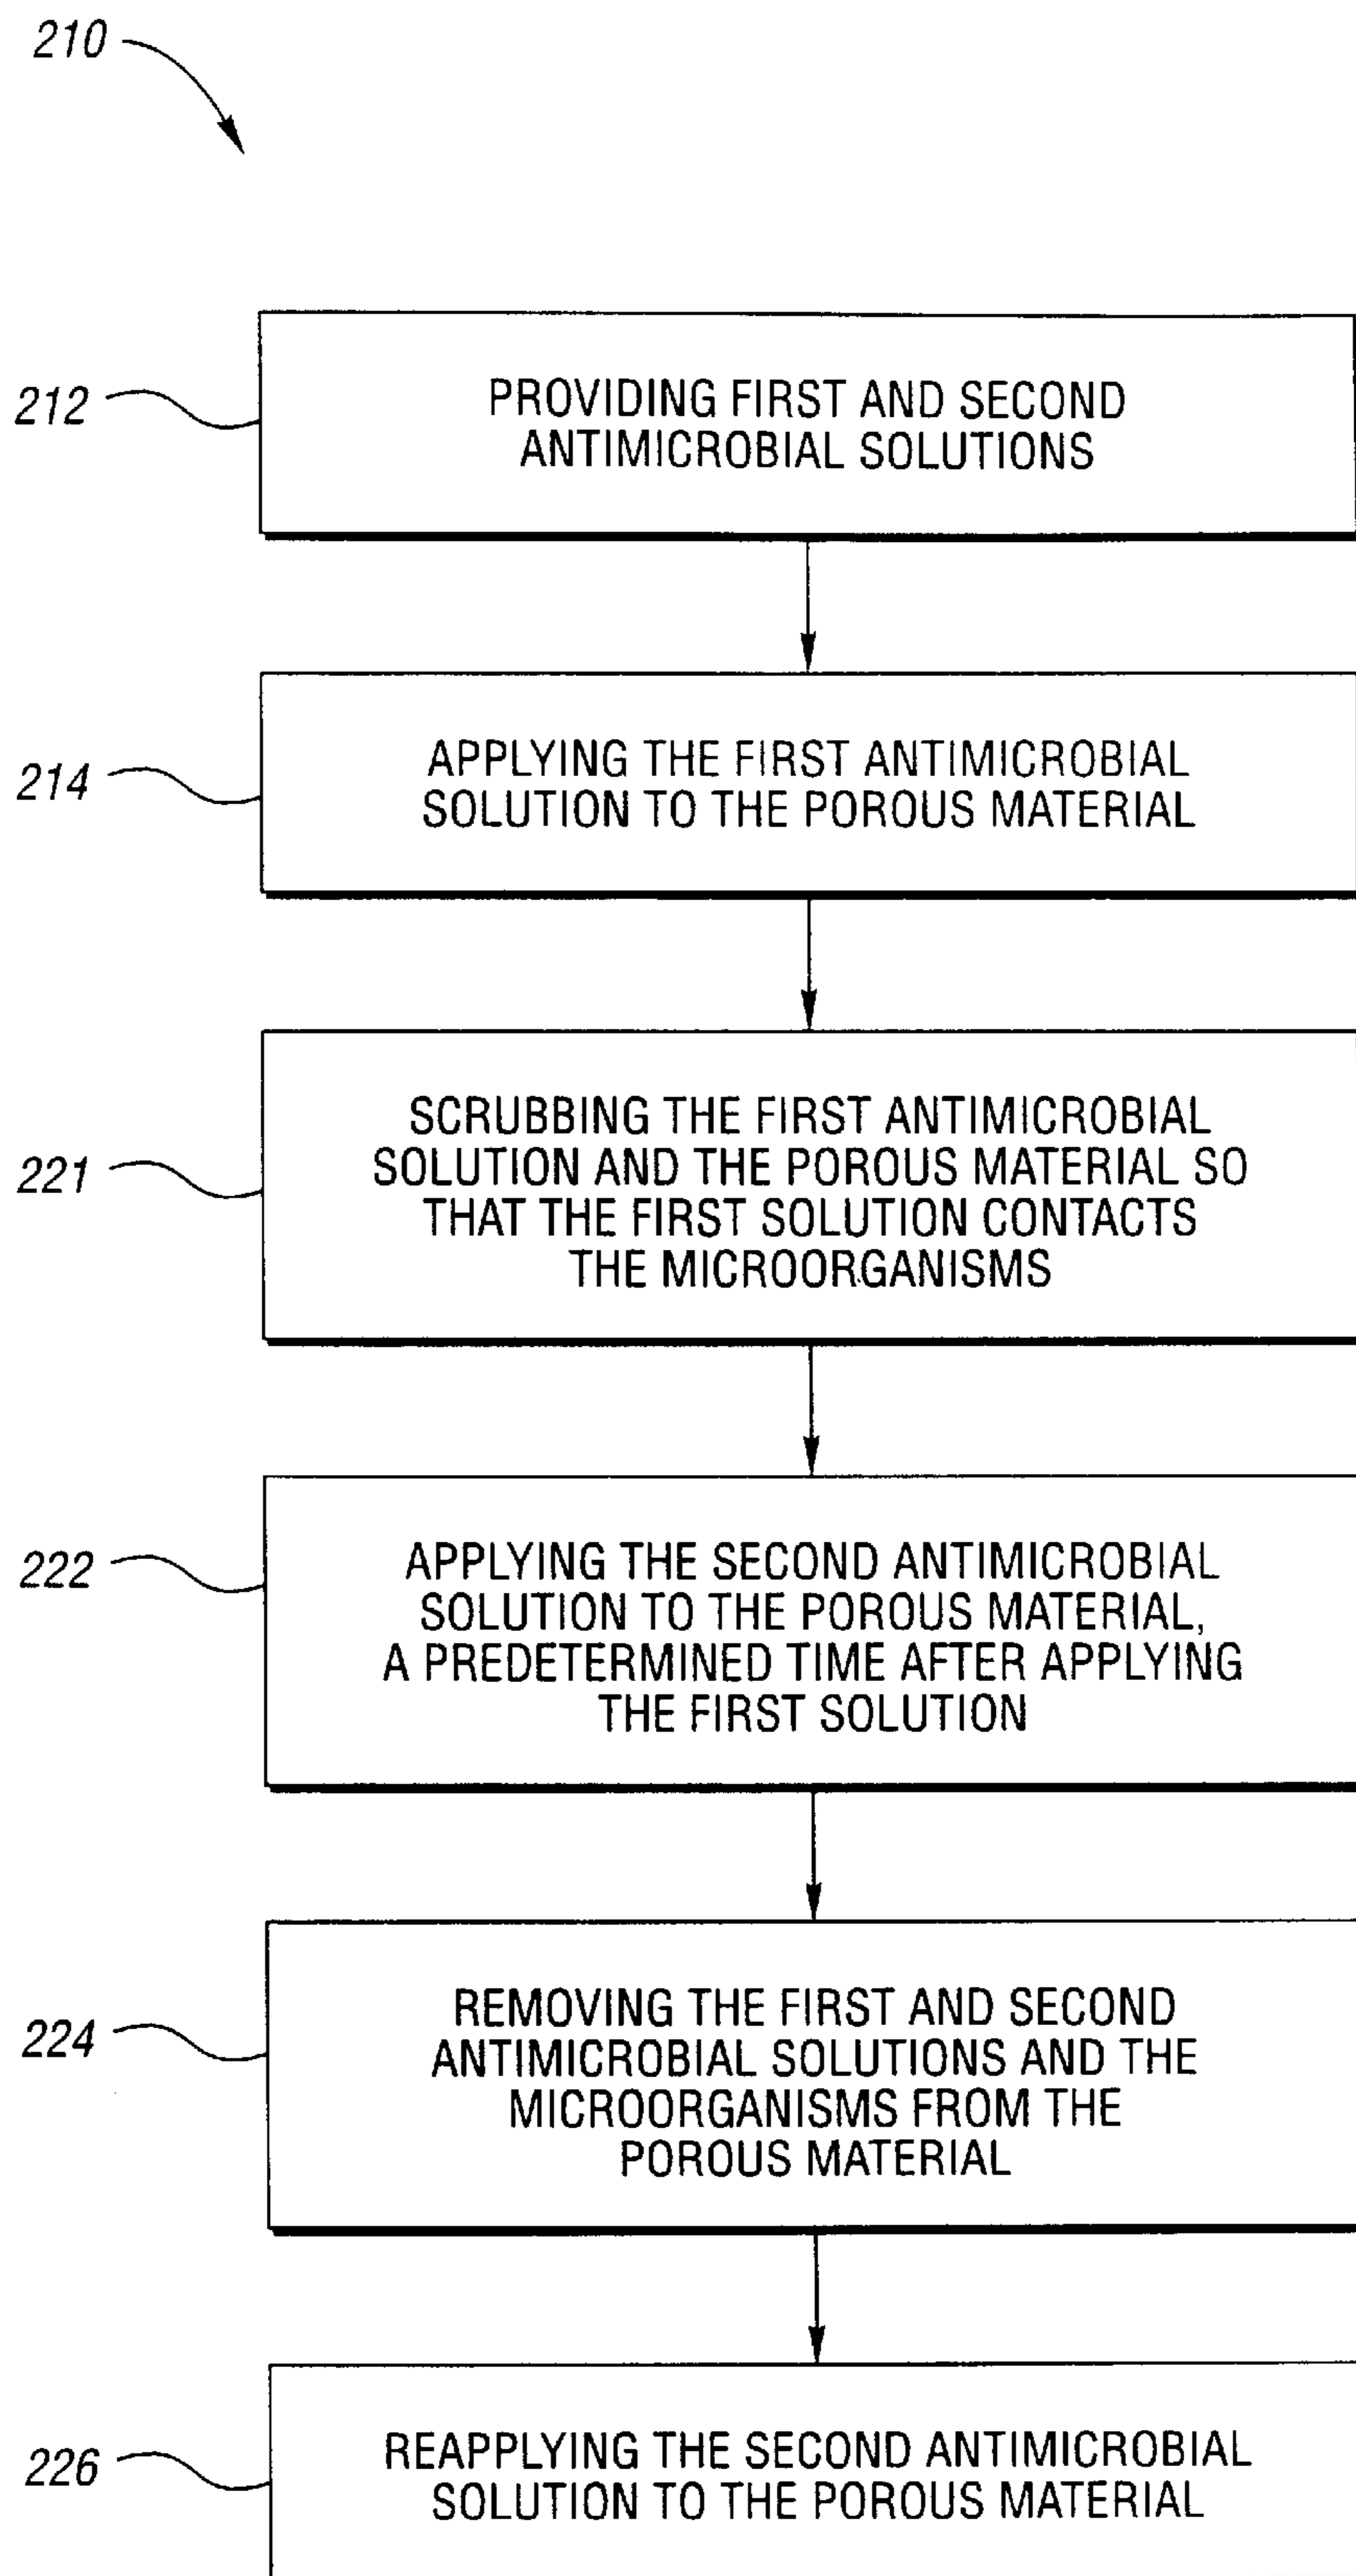 210
212
PROVIDING FIRST AND SECOND
ANTIMICROBIAL SOLUTIONS
214
APPLYING THE FIRST ANTIMICROBIAL
SOLUTION TO THE POROUS MATERIAL
221
SCRUBBING THE FIRST ANTIMICROBIAL
SOLUTION AND THE POROUS MATERIAL SO
THAT THE FIRST SOLUTION CONTACTS
THE MICROORGANISMS
222
APPLYING THE SECOND ANTIMICROBIAL
SOLUTION TO THE POROUS MATERIAL,
A PREDETERMINED TIME AFTER APPLYING
THE FIRST SOLUTION
224
REMOVING THE FIRST AND SECOND
ANTIMICROBIAL SOLUTIONS AND THE
MICROORGANISMS FROM THE
POROUS MATERIAL
226
REAPPLYING THE SECOND ANTIMICROBIAL
SOLUTION TO THE POROUS MATERIAL